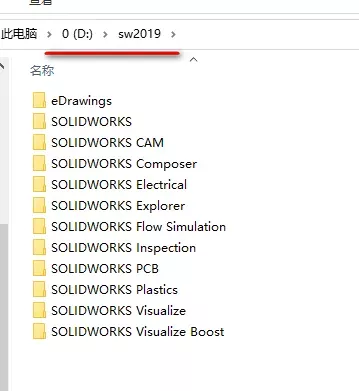 查看
此电脑 > 0 (D:) > sw2019 >
名称
eDrawings
SOLIDWORKS
SOLIDWORKS CAM
SOLIDWORKS Composer
SOLIDWORKS Electrical
SOLIDWORKS Explorer
SOLIDWORKS Flow Simulation
SOLIDWORKS Inspection
SOLIDWORKS PCB
SOLIDWORKS Plastics
SOLIDWORKS Visualize
SOLIDWORKS Visualize Boost